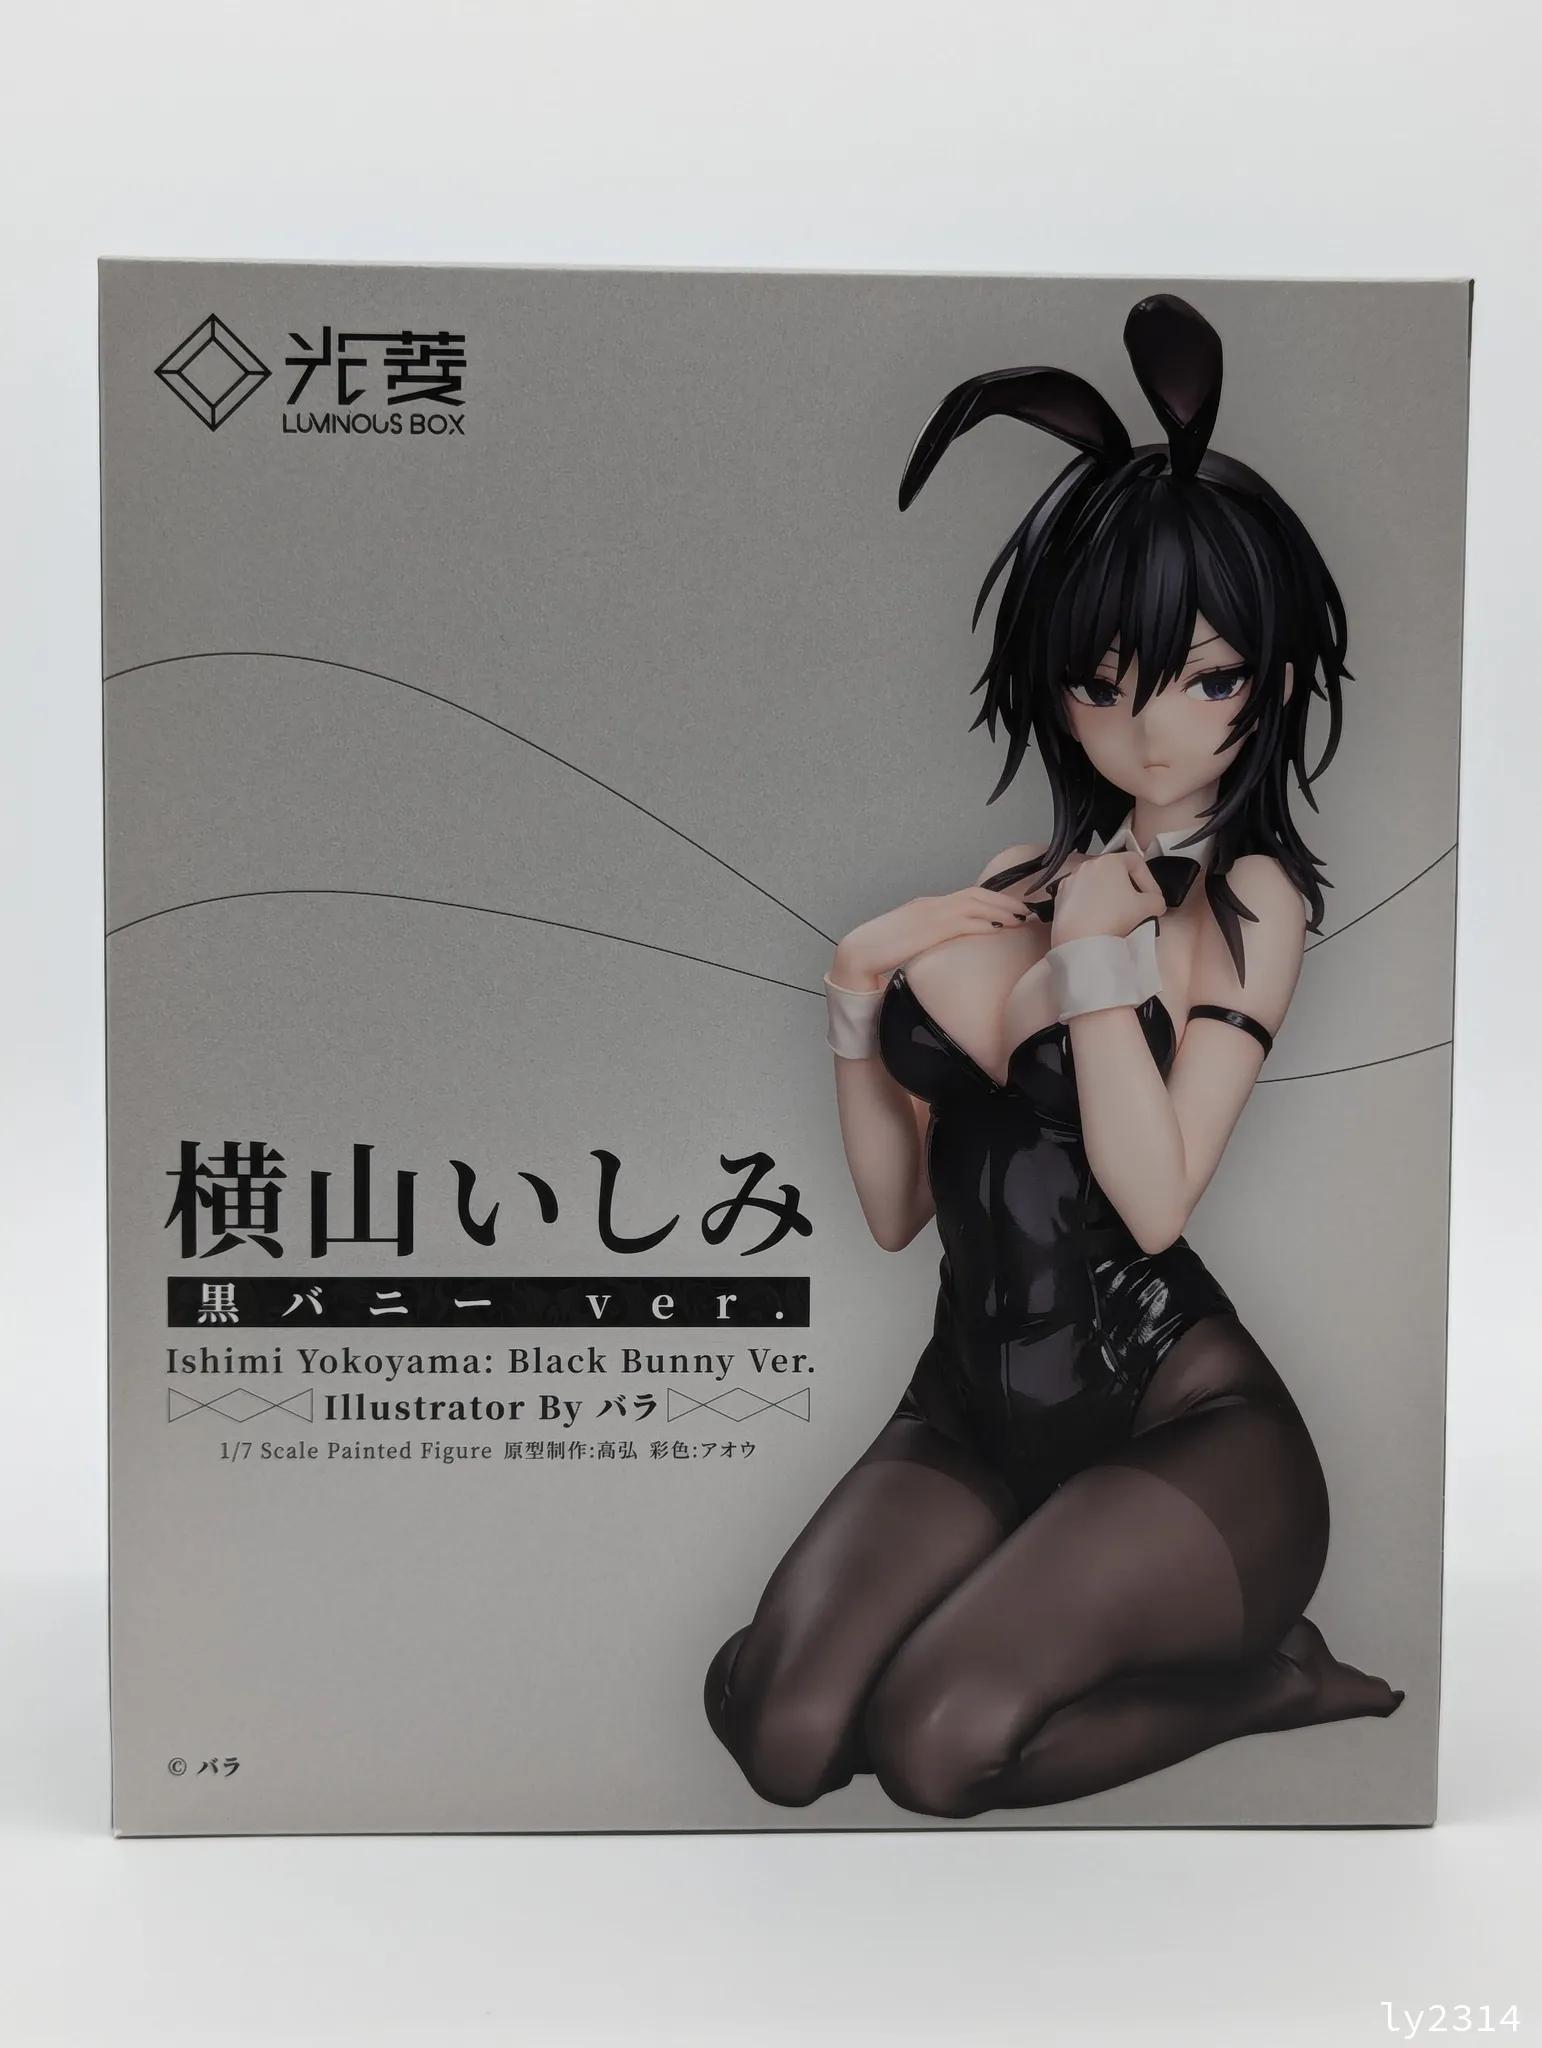 光菱
LUMINOUS BOX
横山いしみ
黒バニー ver.
Ishimi Yokoyama: Black Bunny Ver.
Illustrator By バラ
1/7 Scale Painted Figure 原型制作:高弘 彩色:アオウ
© バラ
ly2314